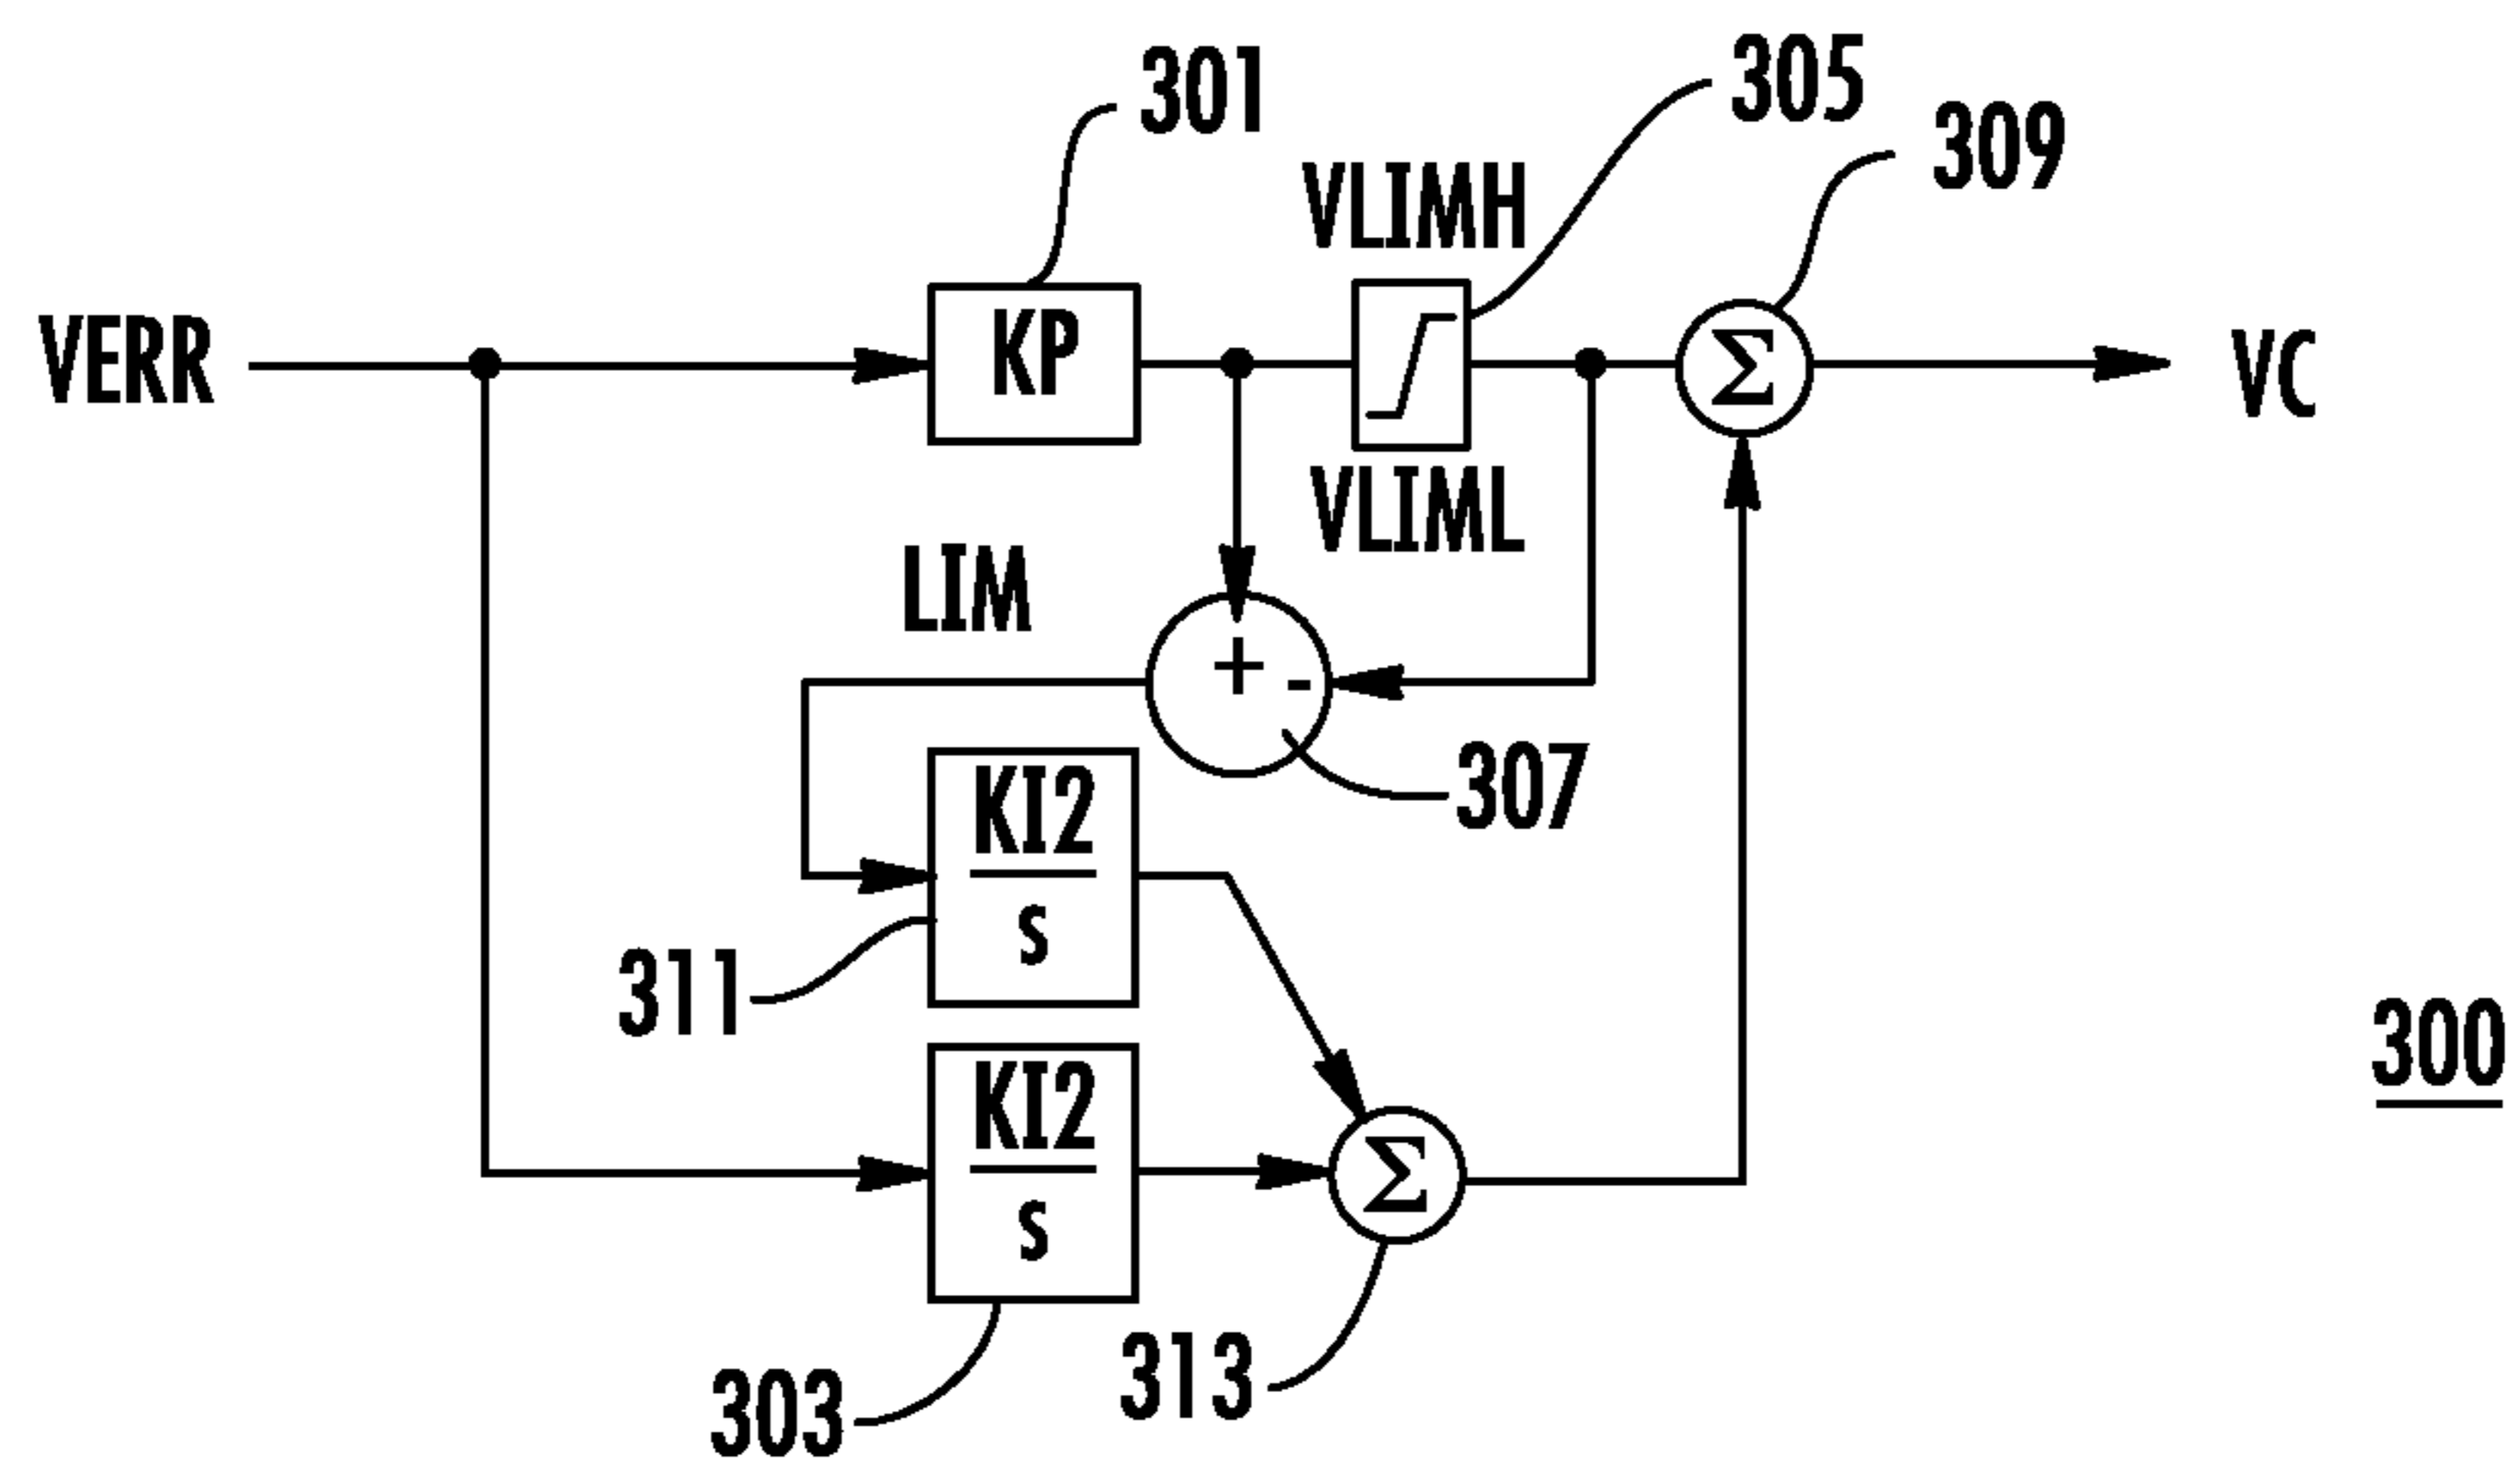 301
305
309
VLIMH
VERR
KP
Σ
VC
VLIML
LIM
+
-
307
KI2
s
311
300
KI2
s
Σ
313
303